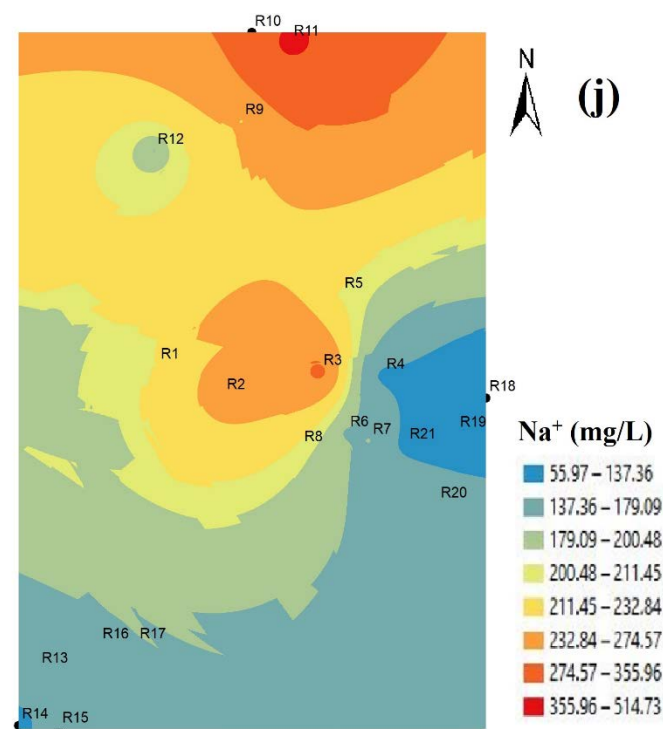 R10
R11
N
(j)
R9
R12
R5
R1
R3
R4
R2
R18
R6
R19
R7
R8
R21
Na⁺ (mg/L)
55.97 – 137.36
R20
137.36 – 179.09
179.09 – 200.48
200.48 – 211.45
211.45 – 232.84
R16
R17
232.84 – 274.57
R13
274.57 – 355.96
R14
R15
355.96 – 514.73